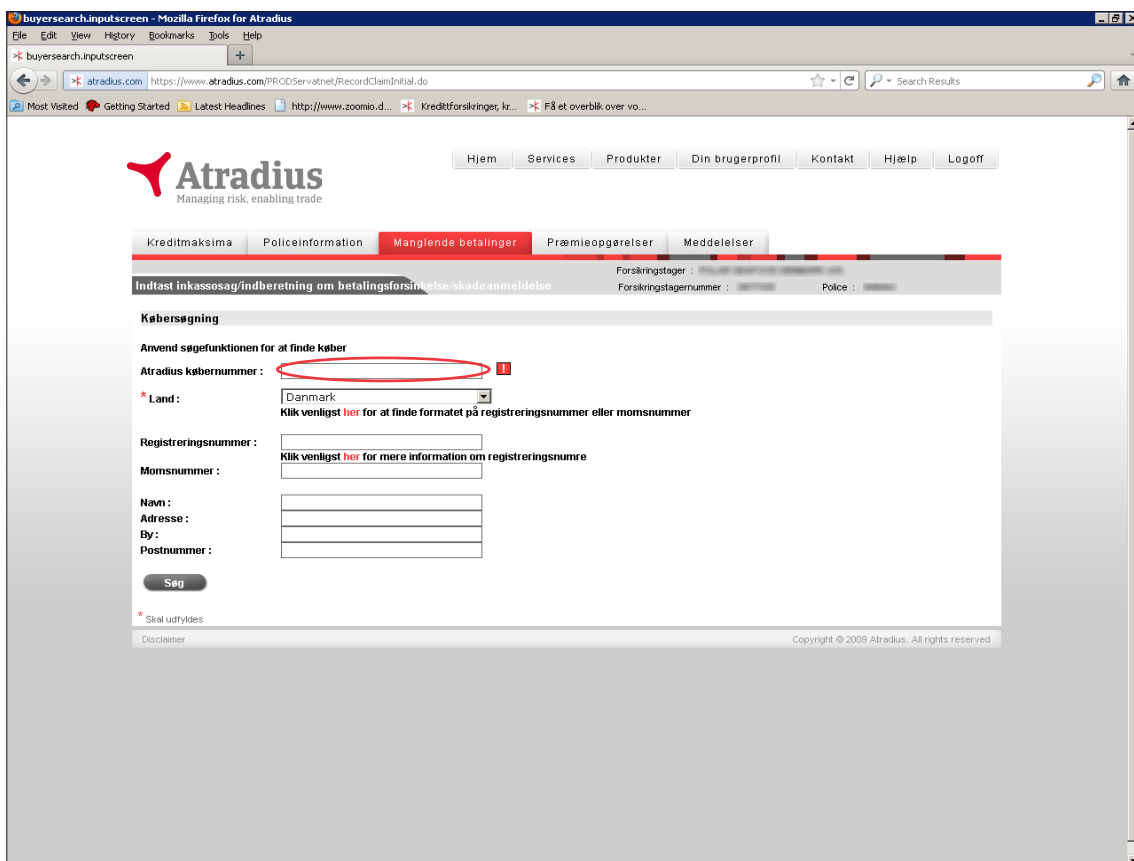 buyersearch.inputscreen - Mozilla Firefox for Atradius
File Edit View History Bookmarks Tools Help
buyersearch.inputscreen
atradius.com https://www.atradius.com/PRODServatnet/RecordClaimInitial.do Search Results
Most Visited Getting Started Latest Headlines http://www.zoomio.d... Kredittforsikringer, kr... Få et overblik over vo...
Hjem Services Produkter Din brugerprofil Kontakt Hjælp Logoff
Atradius
Managing risk, enabling trade
Kreditmaksima Policeinformation Manglende betalinger Præmieopgørelser Meddelelser
Forsikringstager :
Indtast inkassosag/indberetning om betalingsforsinkelse/skadeanmeldelse Forsikringstagernummer : Police :
Købersøgning
Anvend søgefunktionen for at finde køber
Atradius købernummer : !
* Land : Danmark
Klik venligst her for at finde formatet på registreringsnummer eller momsnummer
Registreringsnummer :
Klik venligst her for mere information om registreringsnumre
Momsnummer :
Navn :
Adresse :
By :
Postnummer :
Søg
* Skal udfyldes
Disclaimer Copyright © 2009 Atradius. All rights reserved